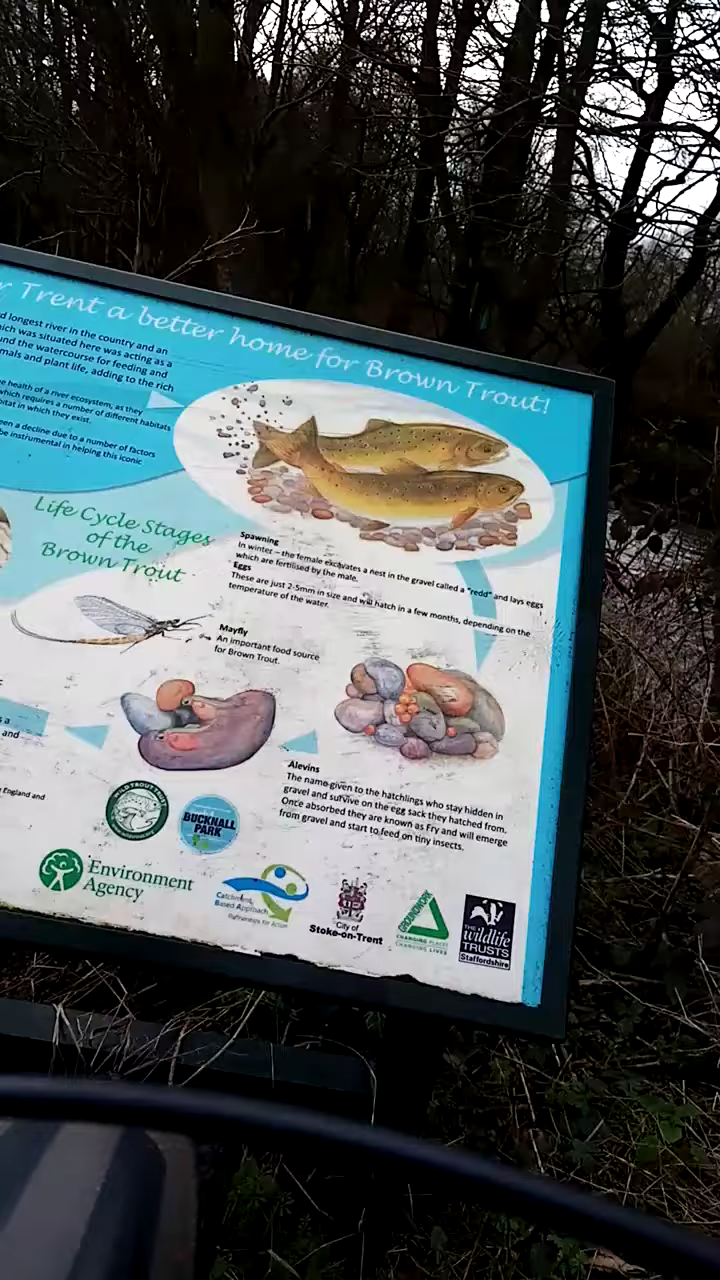 Trent a better home for Brown Trout!
longest river in the country and an
which was situated here was acting as a
the watercourse for feeding and
and plant life, adding to the rich
health of a river ecosystem, as they
which requires a number of different habitats
in which they exist.
been a decline due to a number of factors
be instrumental in helping this iconic
Life Cycle Stages
of the
Brown Trout
Spawning
In winter – the female excavates a nest in the gravel called a "redd" and lays eggs
which are fertilised by the male.
Eggs
These are just 2-5mm in size and will hatch in a few months, depending on the
temperature of the water.
Mayfly
An important food source
for Brown Trout.
a
and
England and
Alevins
The name given to the hatchlings who stay hidden in
gravel and survive on the egg sack they hatched from.
Once absorbed they are known as Fry and will emerge
from gravel and start to feed on tiny insects.
WILD TROUT TRUST
BUCKNALL
PARK
Environment
Agency
Catchment
Based Approach
Partnerships for Action
City of
Stoke-on-Trent
GROUNDWORK
CHANGING PLACES
CHANGING LIVES
THE
wildlife
TRUSTS
Staffordshire